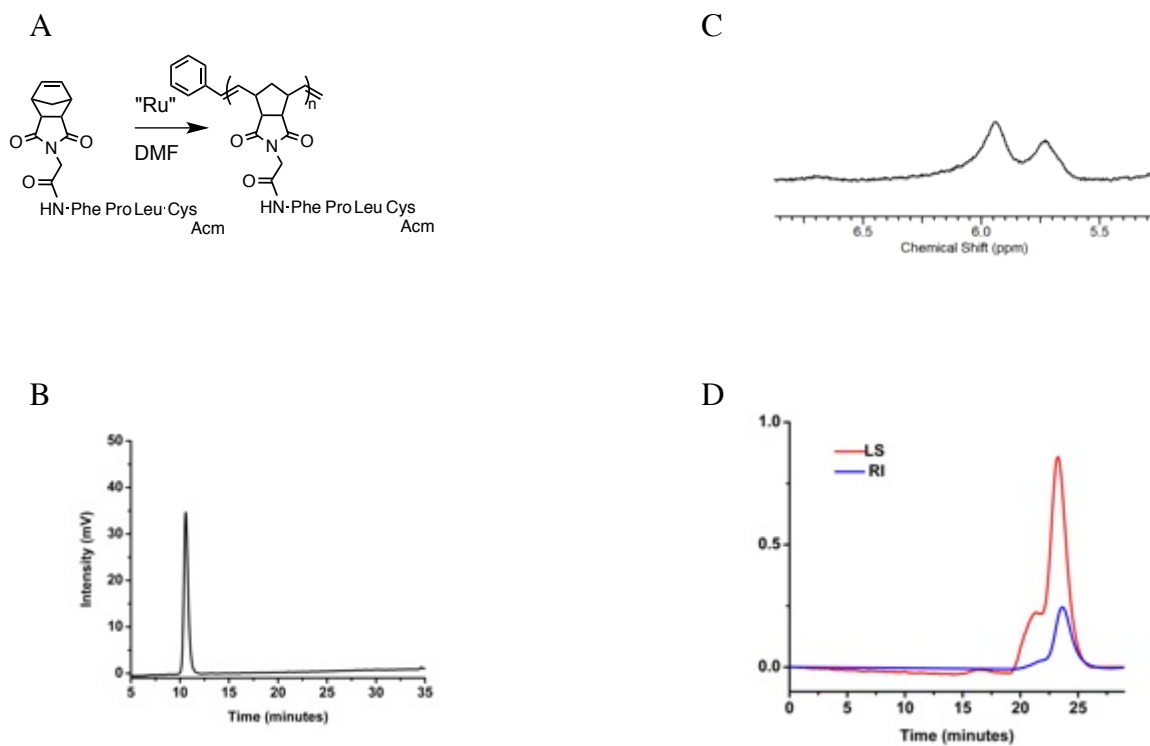 A
"Ru"
DMF
n
O
O
N
O
HN-Phe Pro Leu·Cys
Acm
O
O
N
O
HN-Phe Pro Leu Cys
Acm
C
6.5
6.0
5.5
Chemical Shift (ppm)
B
50
40
30
20
10
0
Intensity (mV)
5
10
15
20
25
30
35
Time (minutes)
D
1.0
0.5
0.0
LS
RI
0
5
10
15
20
25
Time (minutes)